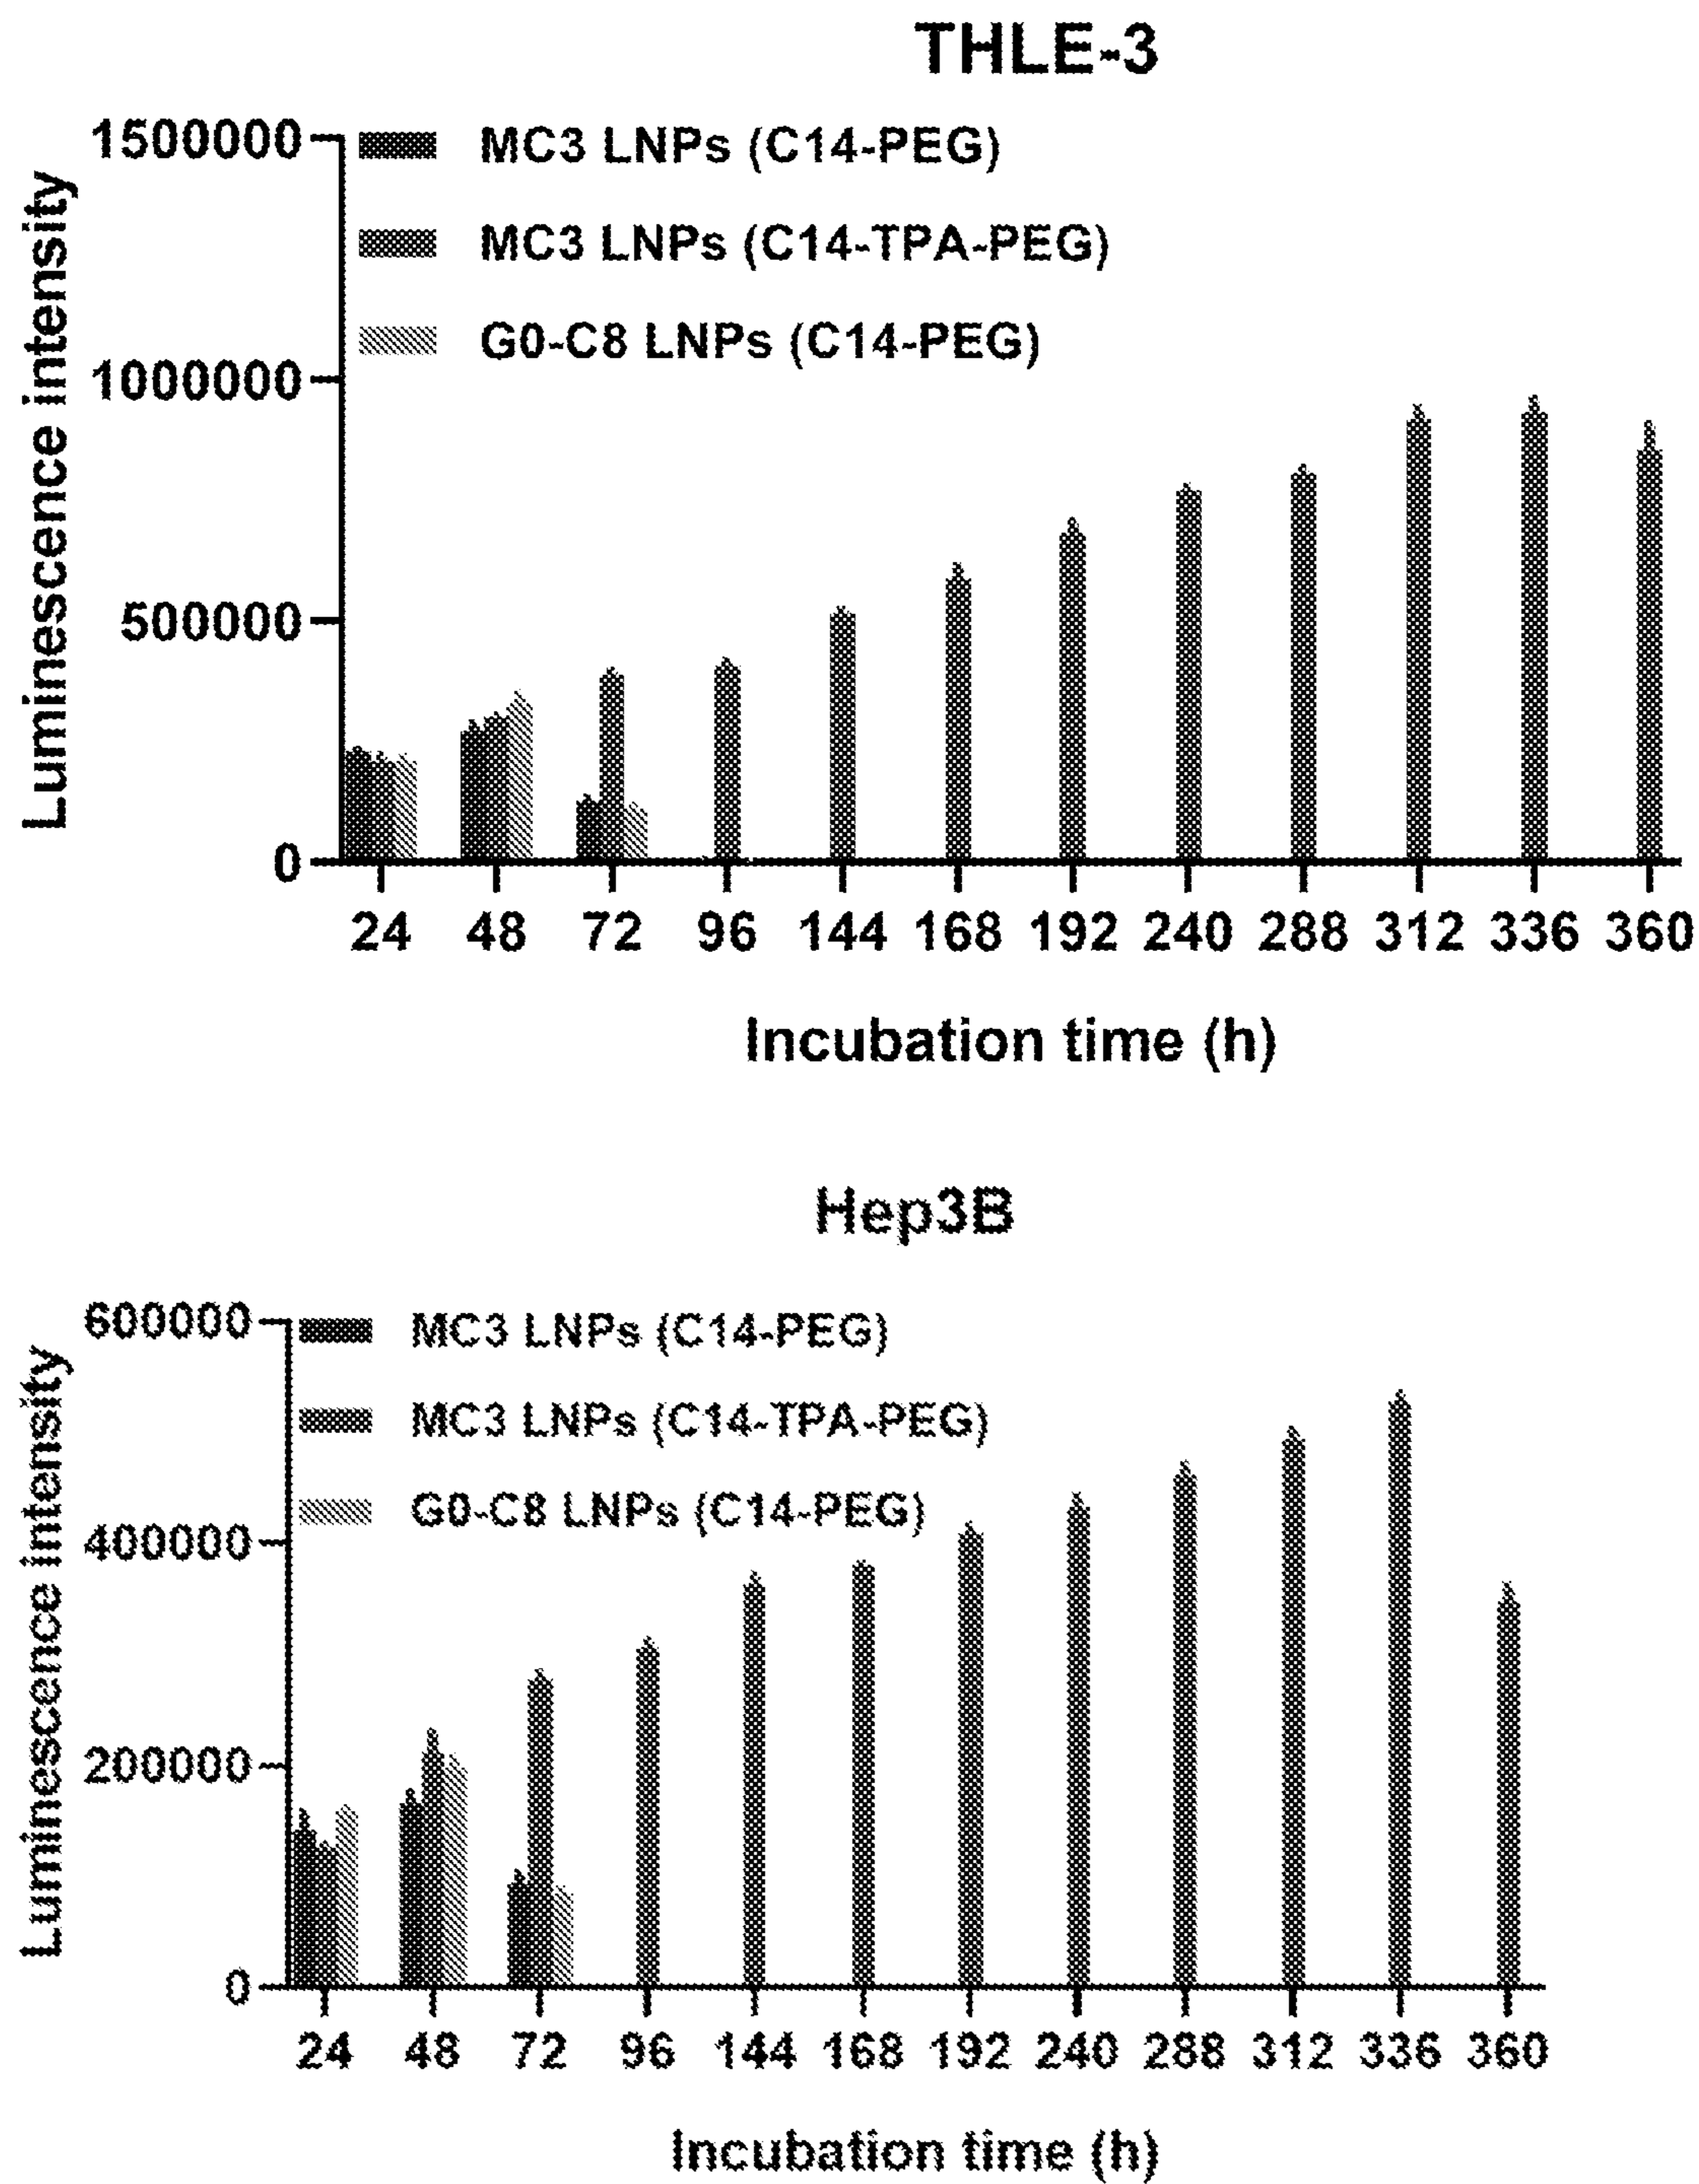 THLE-3
1500000
1000000
500000
0
Luminescence intensity
MC3 LNPs (C14-PEG)
MC3 LNPs (C14-TPA-PEG)
G0-C8 LNPs (C14-PEG)
24 48 72 96 144 168 192 240 288 312 336 360
Incubation time (h)
Hep3B
600000
400000
200000
0
Luminescence intensity
MC3 LNPs (C14-PEG)
MC3 LNPs (C14-TPA-PEG)
G0-C8 LNPs (C14-PEG)
24 48 72 96 144 168 192 240 288 312 336 360
Incubation time (h)